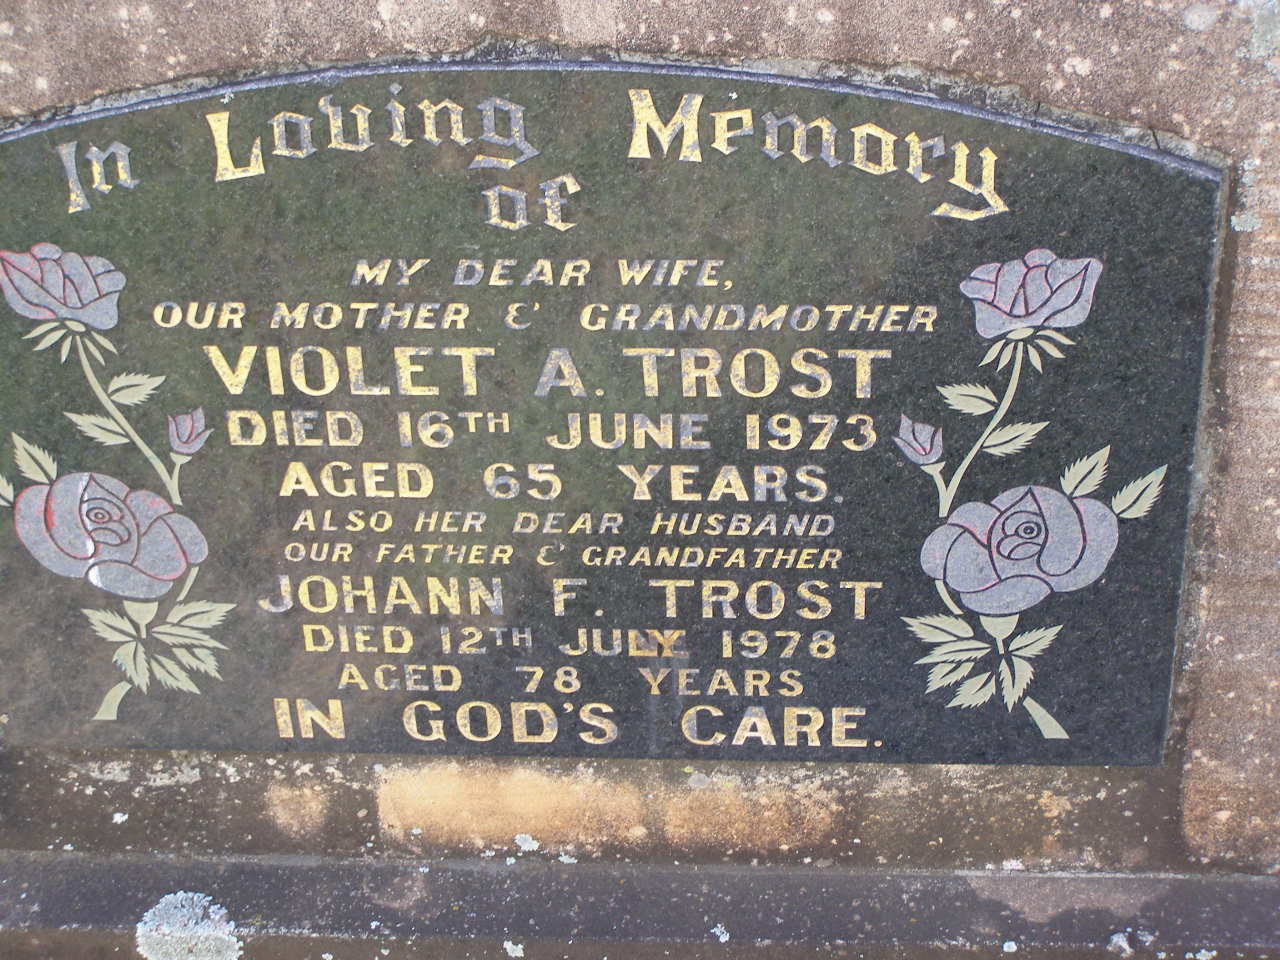 In Loving Memory
of
MY DEAR WIFE,
OUR MOTHER & GRANDMOTHER
VIOLET A. TROST
DIED 16TH JUNE 1973
AGED 65 YEARS.
ALSO HER DEAR HUSBAND
OUR FATHER & GRANDFATHER
JOHANN F. TROST
DIED 12TH JULY 1978
AGED 78 YEARS
IN GOD'S CARE.